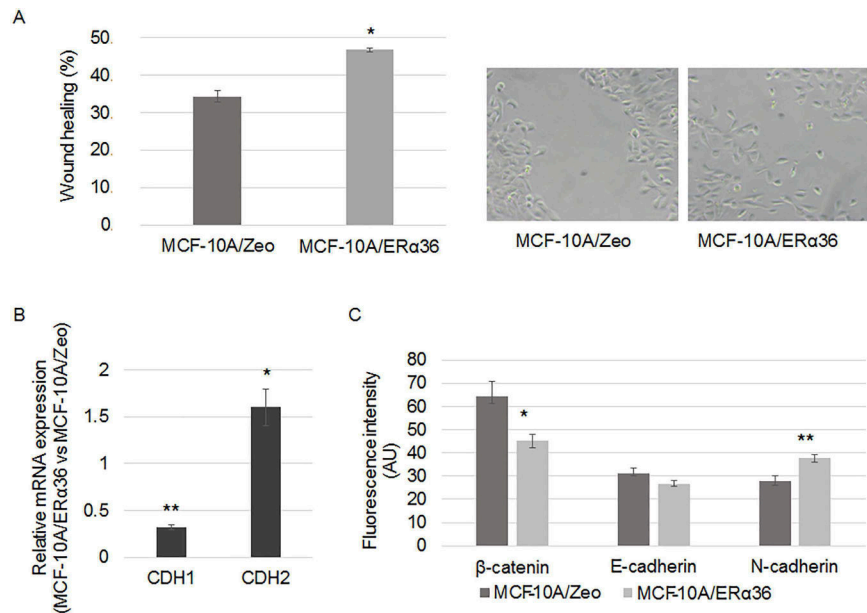 A
Wound healing (%)
50
40
30
20
10
0
*
MCF-10A/Zeo
MCF-10A/ERα36
MCF-10A/Zeo
MCF-10A/ERα36
B
Relative mRNA expression
(MCF-10A/ERα36 vs MCF-10A/Zeo)
2
1.5
1
0.5
0
**
*
CDH1
CDH2
C
Fluorescence intensity
(AU)
80
70
60
50
40
30
20
10
0
*
**
β-catenin
E-cadherin
N-cadherin
MCF-10A/Zeo
MCF-10A/ERα36